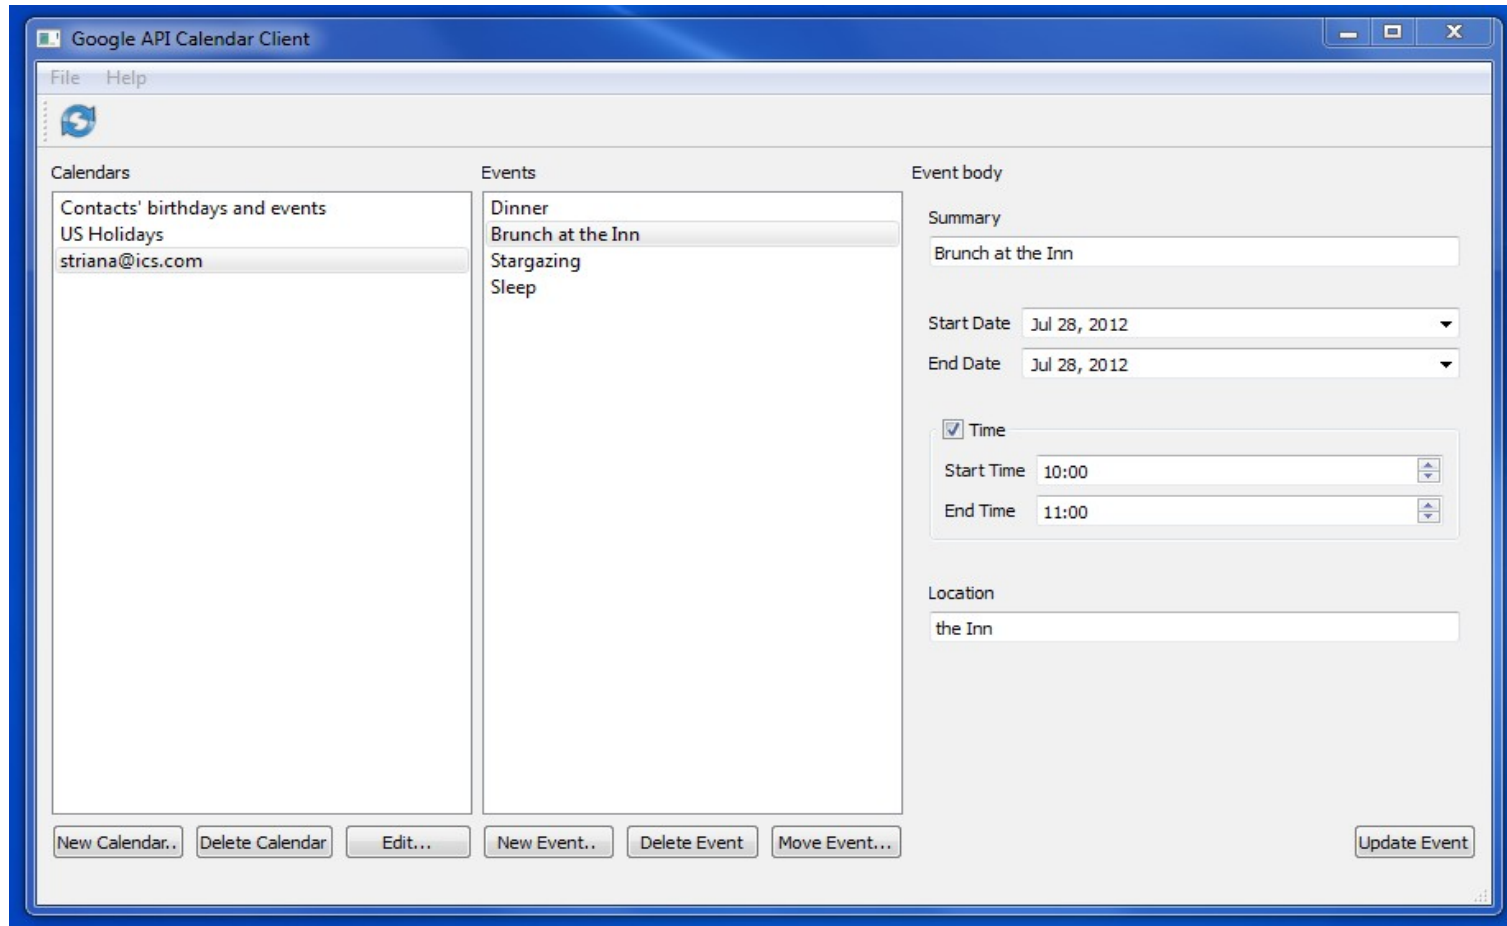 Google API Calendar Client
File Help
Calendars
Contacts' birthdays and events
US Holidays
striana@ics.com
New Calendar..
Delete Calendar
Edit...
Events
Dinner
Brunch at the Inn
Stargazing
Sleep
New Event..
Delete Event
Move Event...
Event body
Summary
Brunch at the Inn
Start Date Jul 28, 2012
End Date Jul 28, 2012
Time
Start Time 10:00
End Time 11:00
Location
the Inn
Update Event